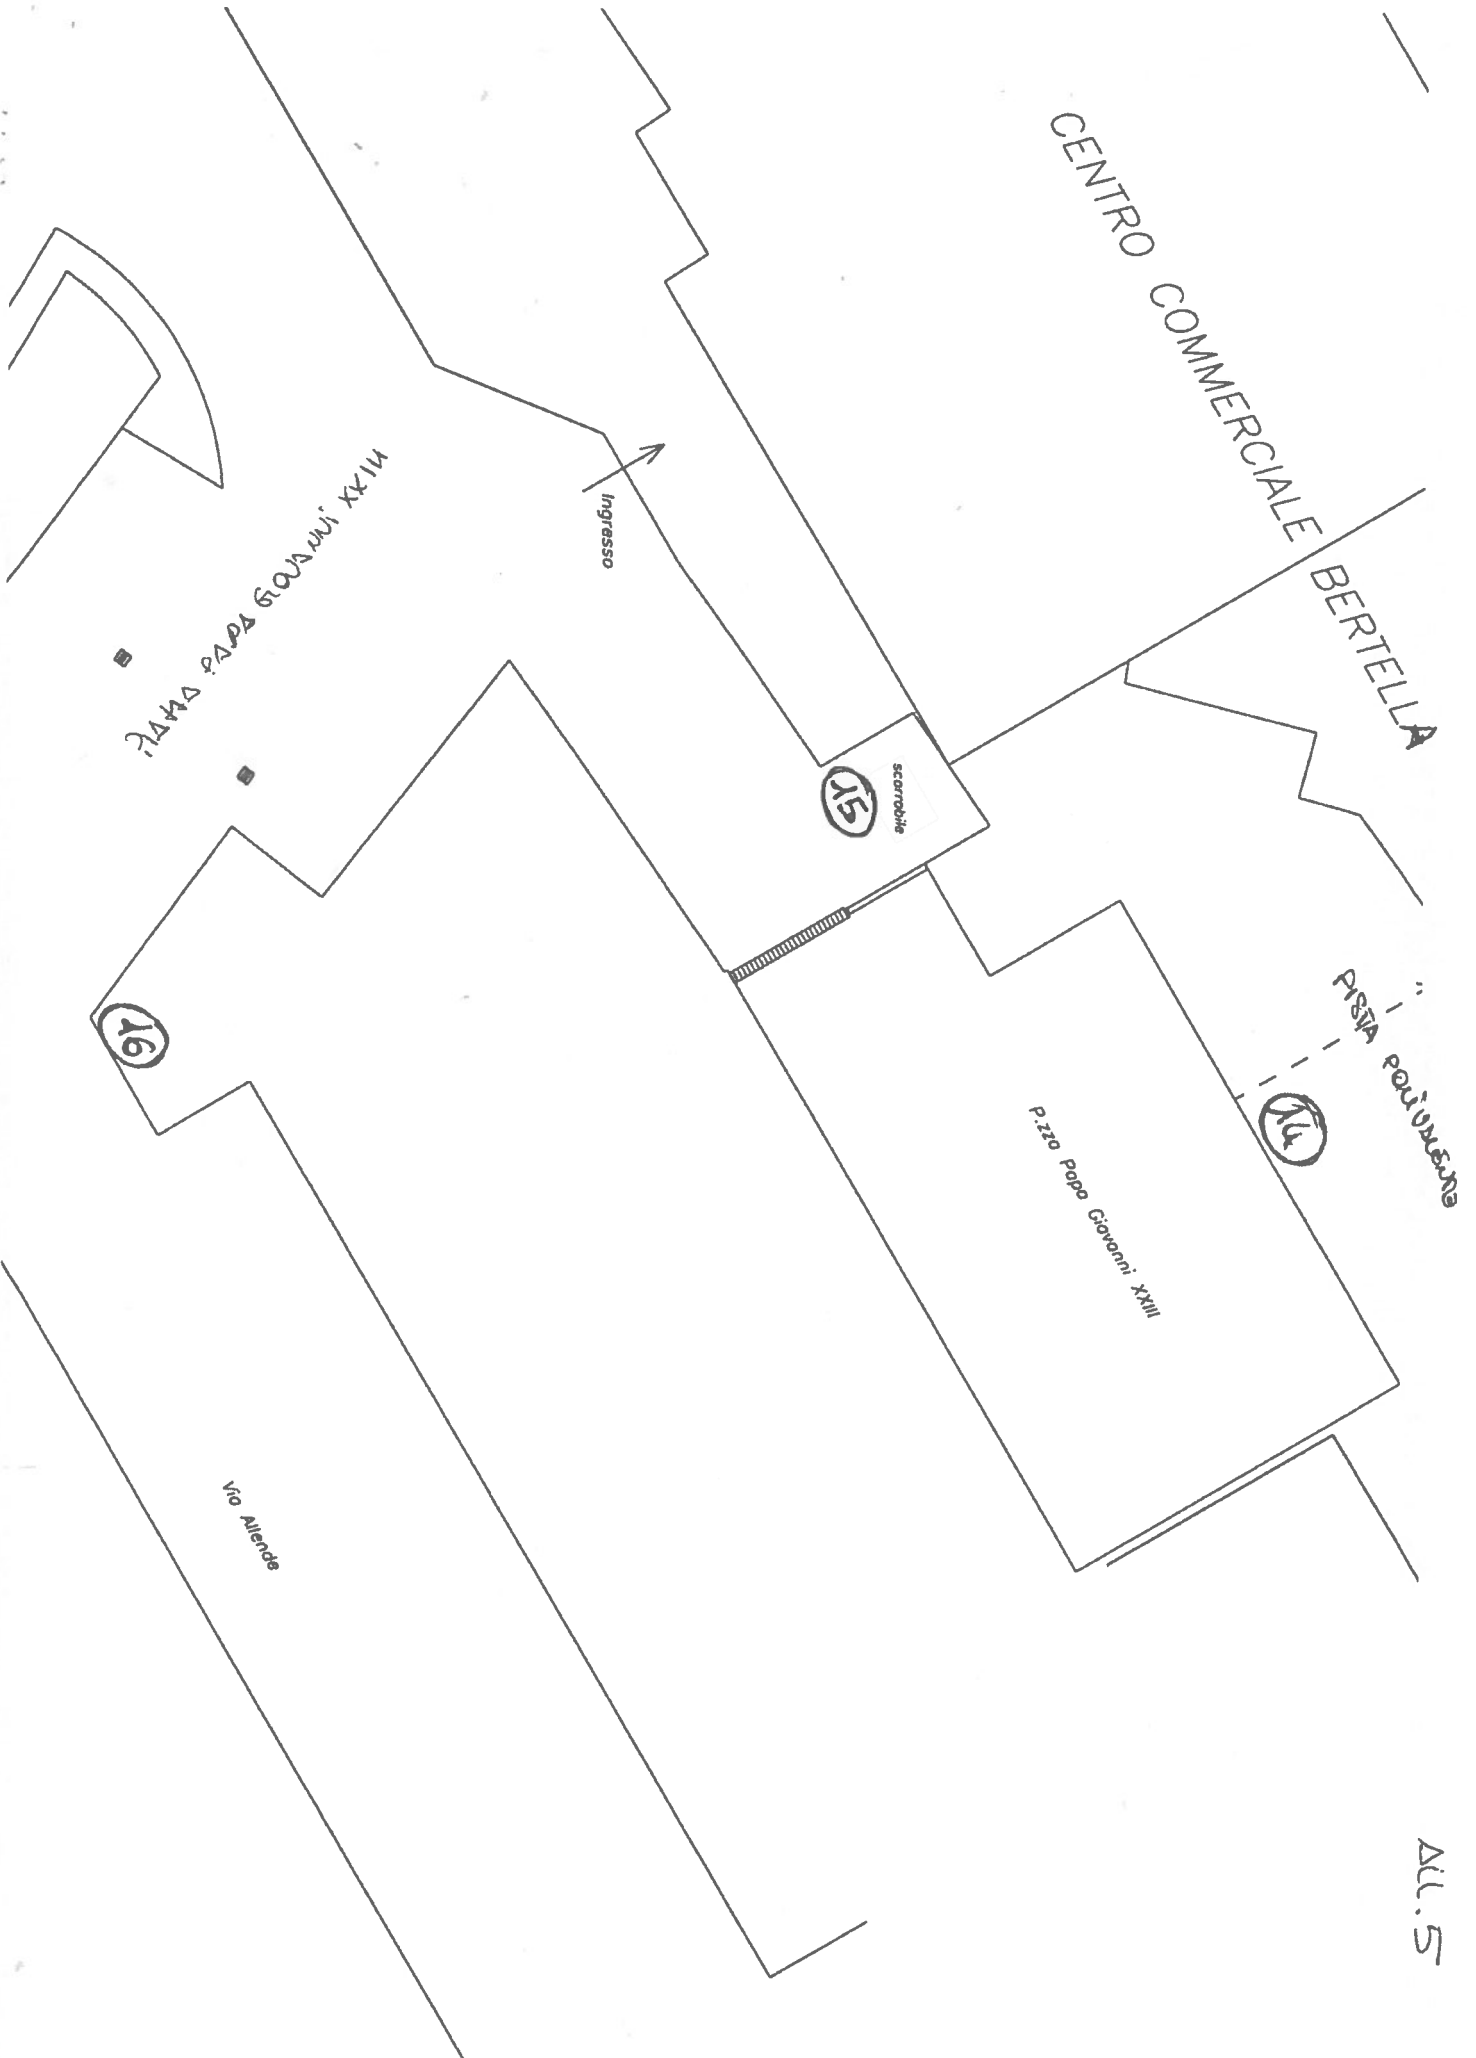 All. 5
CENTRO COMMERCIALE BERTELLA
PISTA POLIVALENTE
14
P.zza Papa Giovanni XXIII
Ingresso
scorrabile
15
PIAZZA PAPA GIOVANNI XXIII
16
Via Allende